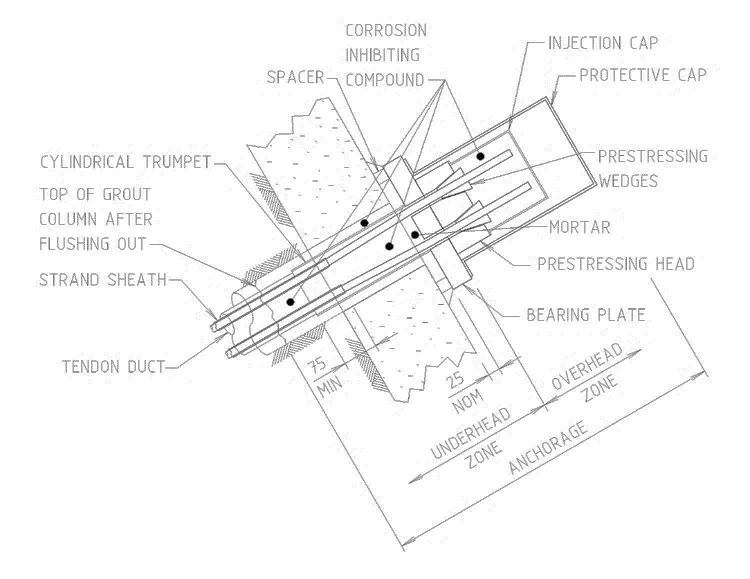 CORROSION
INHIBITING
COMPOUND
INJECTION CAP
SPACER
PROTECTIVE CAP
CYLINDRICAL TRUMPET
PRESTRESSING
WEDGES
TOP OF GROUT
COLUMN AFTER
FLUSHING OUT
MORTAR
STRAND SHEATH
PRESTRESSING HEAD
BEARING PLATE
TENDON DUCT
75
MIN
25
NOM
OVERHEAD
ZONE
UNDERHEAD
ZONE
ANCHORAGE